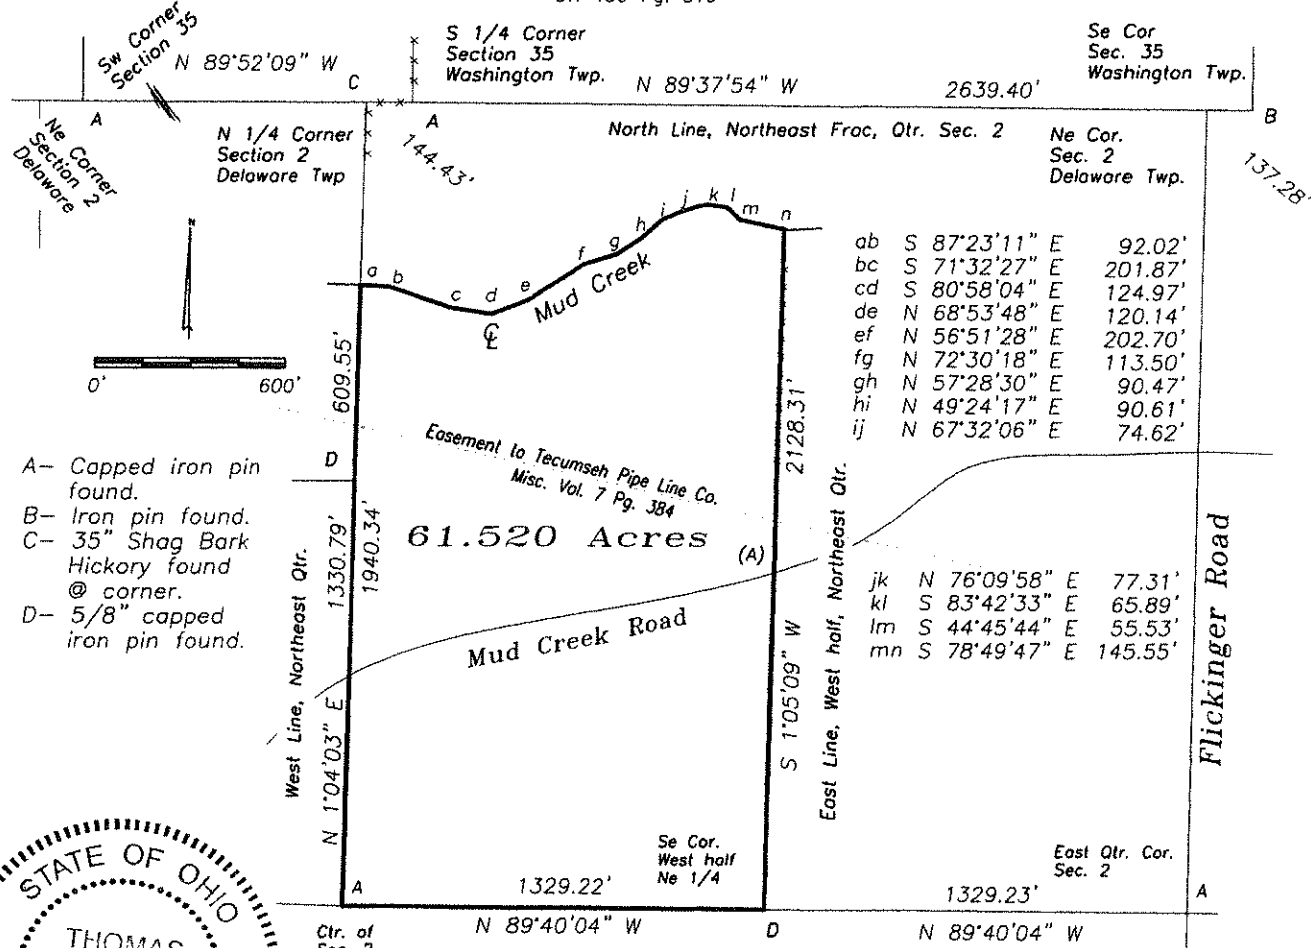 Sw Corner
Section 35
N 89°52'09" W
S 1/4 Corner
Section 35
Washington Twp.
N 89°37'54" W
2639.40'
Se Cor
Sec. 35
Washington Twp.
A
C
A
B
Ne Corner
Section 2
Delaware
N 1/4 Corner
Section 2
Delaware Twp
144.43'
North Line, Northeast Frac, Qtr. Sec. 2
Ne Cor.
Sec. 2
Delaware Twp.
137.28'
N
0' 600'
a b c d e f g h i j k l m n
Mud Creek
CL
ab S 87°23'11" E 92.02'
bc S 71°32'27" E 201.87'
cd S 80°58'04" E 124.97'
de N 68°53'48" E 120.14'
ef N 56°51'28" E 202.70'
fg N 72°30'18" E 113.50'
gh N 57°28'30" E 90.47'
hi N 49°24'17" E 90.61'
ij N 67°32'06" E 74.62'
609.55'
2128.31'
Easement to Tecumseh Pipe Line Co.
Misc. Vol. 7 Pg. 384
D
A– Capped iron pin
found.
B– Iron pin found.
C– 35" Shag Bark
Hickory found
@ corner.
D– 5/8" capped
iron pin found.
61.520 Acres
(A)
1330.79'
1940.34'
West Line, Northeast Qtr.
N 1°04'03" E
Mud Creek Road
S 1°05'09" W
East Line, West half, Northeast Qtr.
jk N 76°09'58" E 77.31'
kl S 83°42'33" E 65.89'
lm S 44°45'44" E 55.53'
mn S 78°49'47" E 145.55'
Flickinger Road
STATE OF OHIO
THOMAS
A
1329.22'
Se Cor.
West half
Ne 1/4
East Qtr. Cor.
Sec. 2
1329.23'
A
Ctr. of
N 89°40'04" W
D
N 89°40'04" W